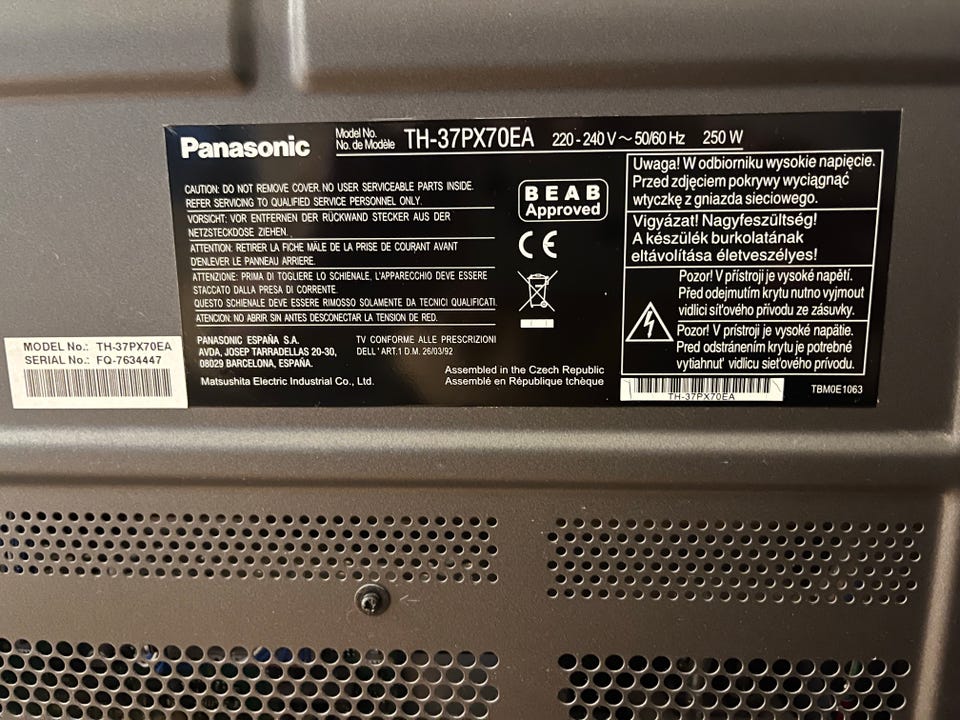 Panasonic
Model No.
No. de Modèle
TH-37PX70EA
220 - 240 V ~ 50/60 Hz
250 W
CAUTION: DO NOT REMOVE COVER. NO USER SERVICEABLE PARTS INSIDE.
REFER SERVICING TO QUALIFIED SERVICE PERSONNEL ONLY.
VORSICHT: VOR ENTFERNEN DER RÜCKWAND STECKER AUS DER
NETZSTECKDOSE ZIEHEN.
ATTENTION: RETIRER LA FICHE MÂLE DE LA PRISE DE COURANT AVANT
D'ENLEVER LE PANNEAU ARRIERE.
ATTENZIONE: PRIMA DI TOGLIERE LO SCHIENALE, L'APPARECCHIO DEVE ESSERE
STACCATO DALLA PRESA DI CORRENTE.
QUESTO SCHIENALE DEVE ESSERE RIMOSSO SOLAMENTE DA TECNICI QUALIFICATI.
ATENCION: NO ABRIR SIN ANTES DESCONECTAR LA TENSION DE RED.
PANASONIC ESPAÑA S.A.
AVDA, JOSEP TARRADELLAS 20-30,
08029 BARCELONA, ESPAÑA.
Matsushita Electric Industrial Co., Ltd.
TV CONFORME ALLE PRESCRIZIONI
DELL' ART.1 D.M. 26/03/92
Assembled in the Czech Republic
Assemblé en République tchèque
BEAB
Approved
CE
Uwaga! W odbiorniku wysokie napięcie.
Przed zdjęciem pokrywy wyciągnąć
wtyczkę z gniazda sieciowego.
Vigyázat! Nagyfeszültség!
A készülék burkolatának
eltávolítása életveszélyes!
Pozor! V přístroji je vysoké napětí.
Před odejmutím krytu nutno vyjmout
vidlici síťového přívodu ze zásuvky.
Pozor! V prístroji je vysoké napätie.
Pred odstránením krytu je potrebné
vytiahnuť vidlicu sieťového prívodu.
TH-37PX70EA
TBM0E1063
MODEL No.: TH-37PX70EA
SERIAL No.: FQ-7634447